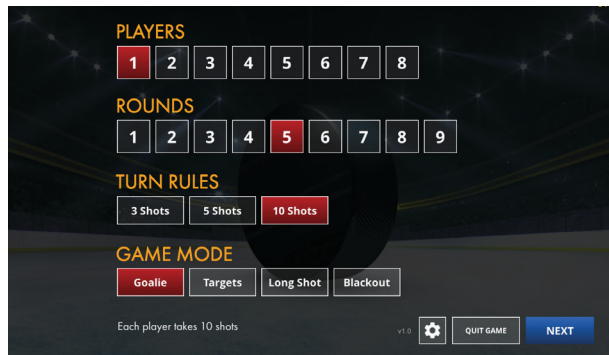 PLAYERS
1 2 3 4 5 6 7 8
ROUNDS
1 2 3 4 5 6 7 8 9
TURN RULES
3 Shots 5 Shots 10 Shots
GAME MODE
Goalie Targets Long Shot Blackout
Each player takes 10 shots v1.0 QUIT GAME NEXT